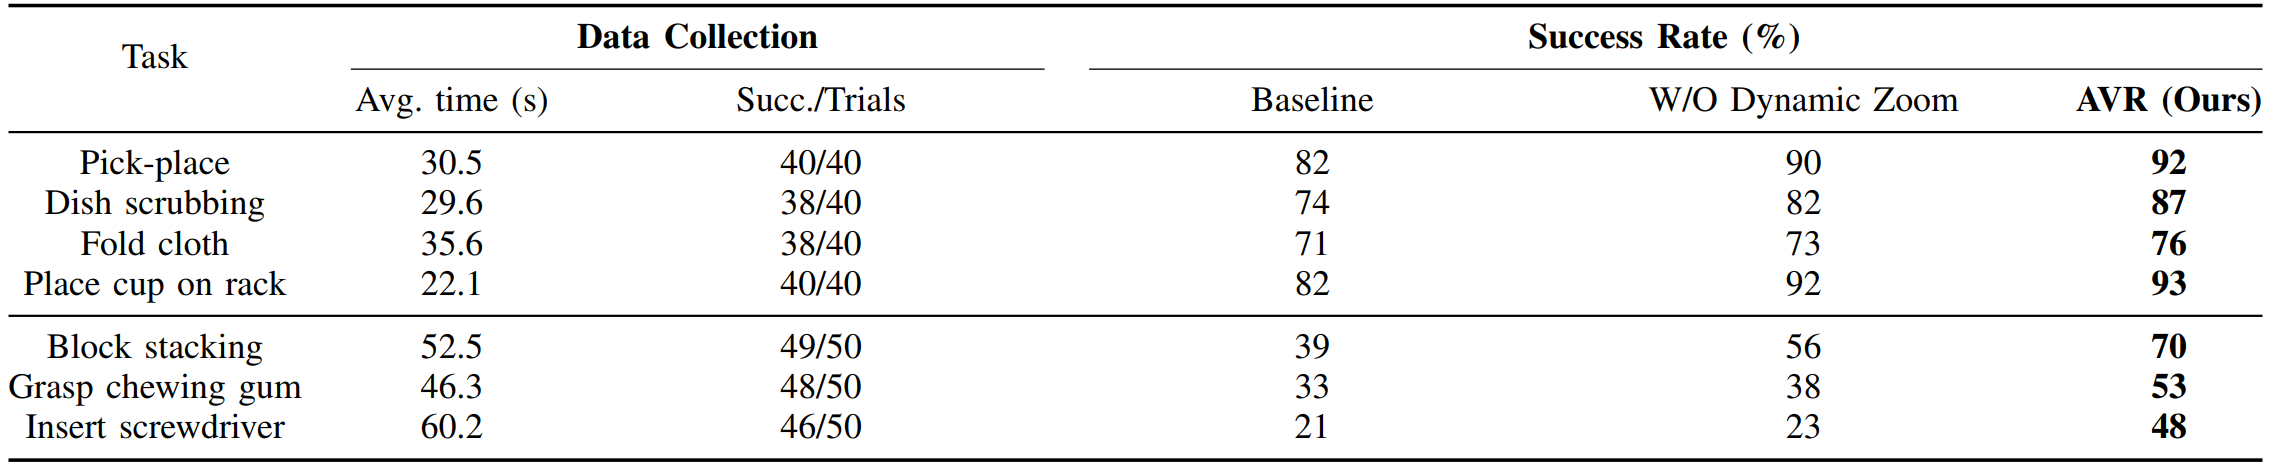 Task Data Collection Success Rate (%)
Avg. time (s) Succ./Trials Baseline W/O Dynamic Zoom AVR (Ours)
Pick-place 30.5 40/40 82 90 92
Dish scrubbing 29.6 38/40 74 82 87
Fold cloth 35.6 38/40 71 73 76
Place cup on rack 22.1 40/40 82 92 93
Block stacking 52.5 49/50 39 56 70
Grasp chewing gum 46.3 48/50 33 38 53
Insert screwdriver 60.2 46/50 21 23 48